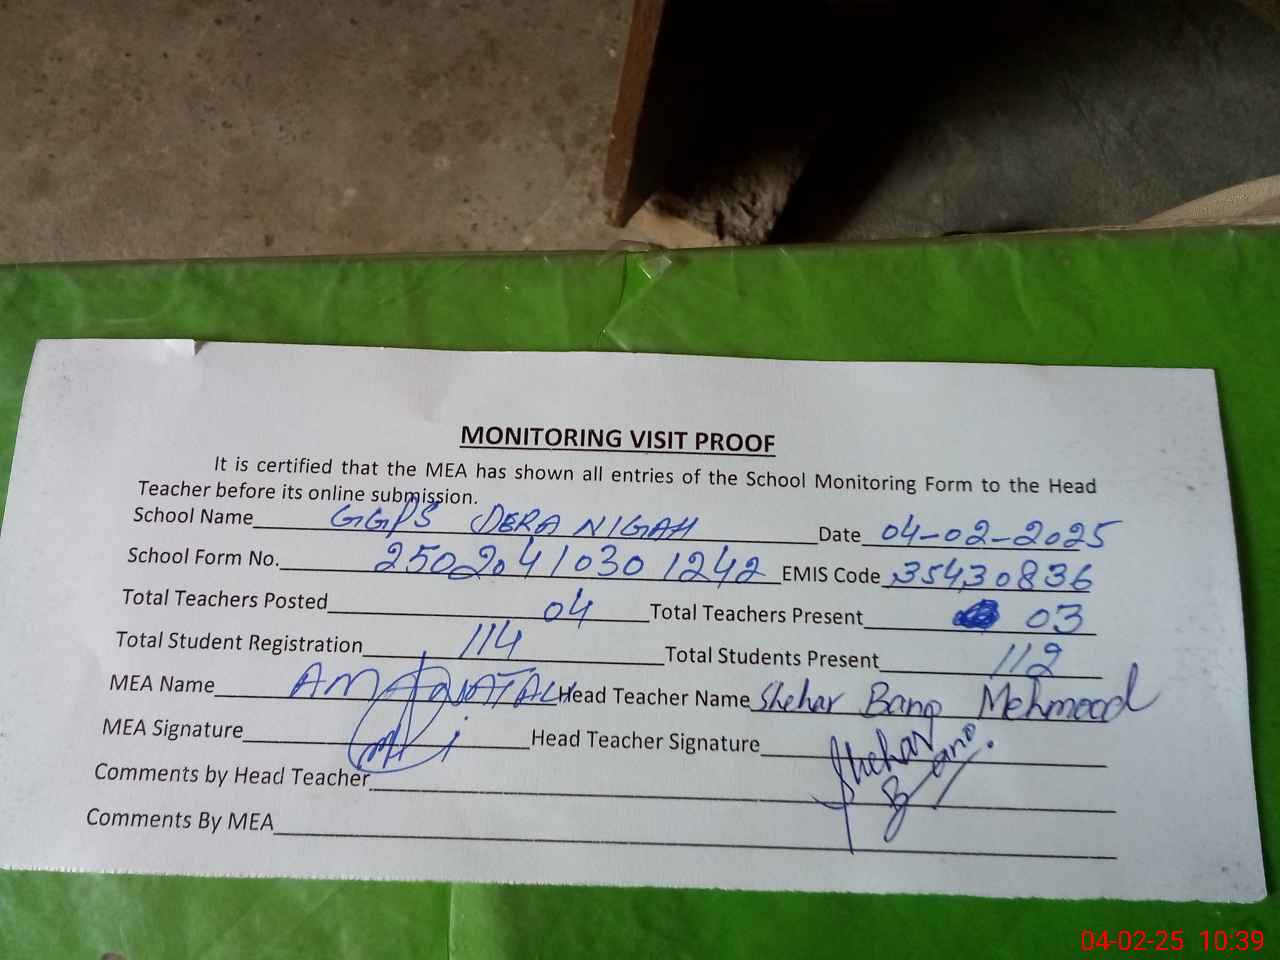 MONITORING VISIT PROOF
It is certified that the MEA has shown all entries of the School Monitoring Form to the Head
Teacher before its online submission.
School Name GGPS DERA NIGAH Date 04-02-2025
School Form No. 2502041030 1242 EMIS Code 35430836
Total Teachers Posted 04 Total Teachers Present 03
Total Student Registration 114 Total Students Present 112
MEA Name Head Teacher Name Shehar Bano Mehmood
MEA Signature Head Teacher Signature Shehar Bano.
Comments by Head Teacher
Comments By MEA
04-02-25 10:39